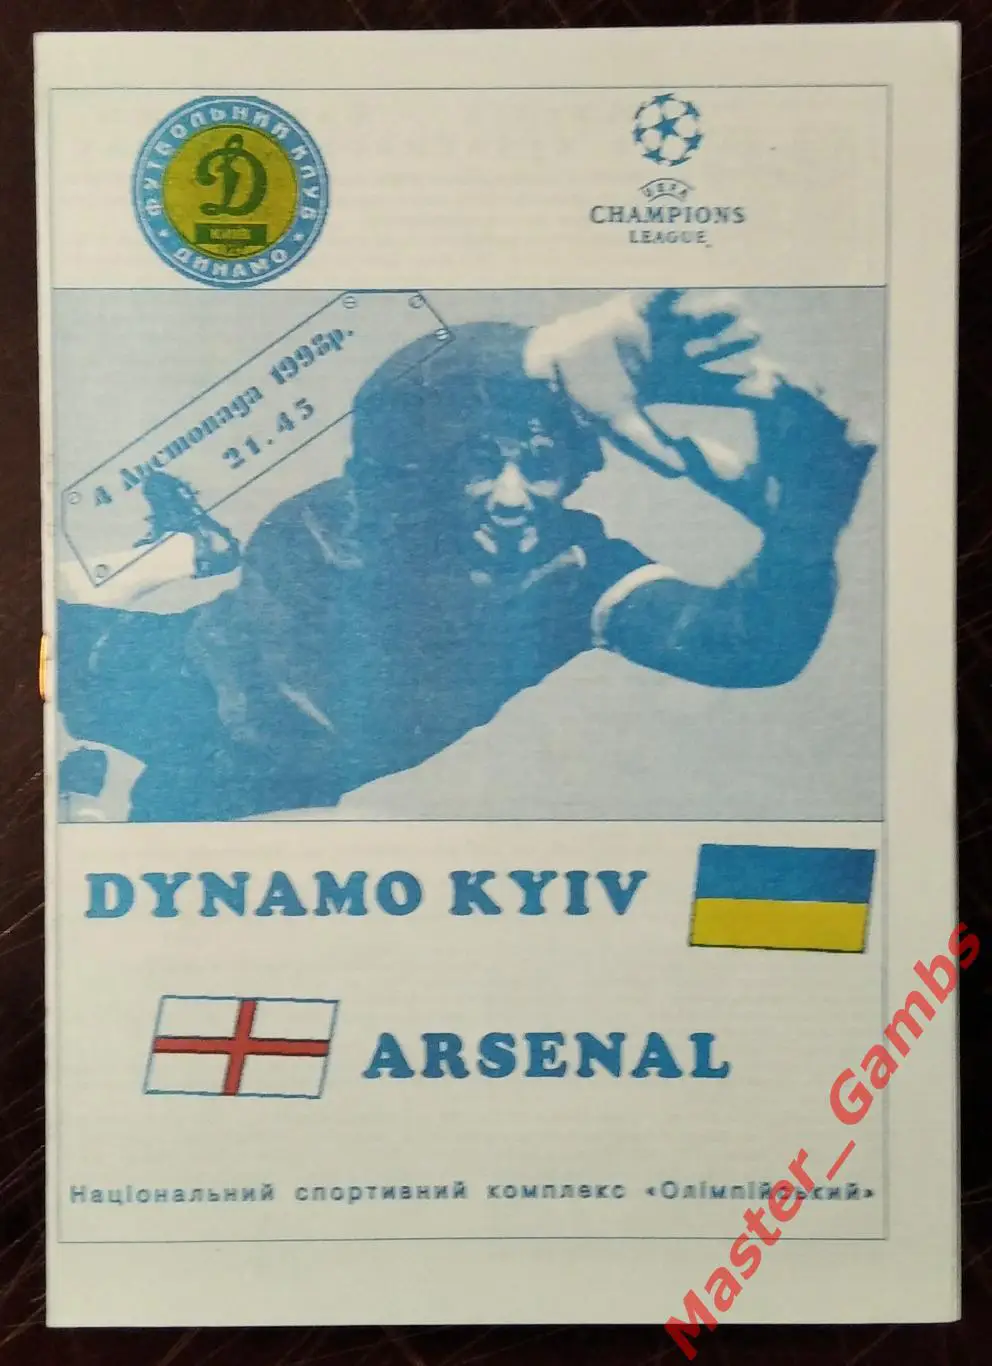 ФУТБОЛЬНИЙ КЛУБ
Д
КИЇВ
ДИНАМО
UEFA
CHAMPIONS
LEAGUE
4 Листопада 1998р.
21.45
DYNAMO KYIV
ARSENAL
Національний спортивний комплекс «Олімпійський»
Master_Gambs